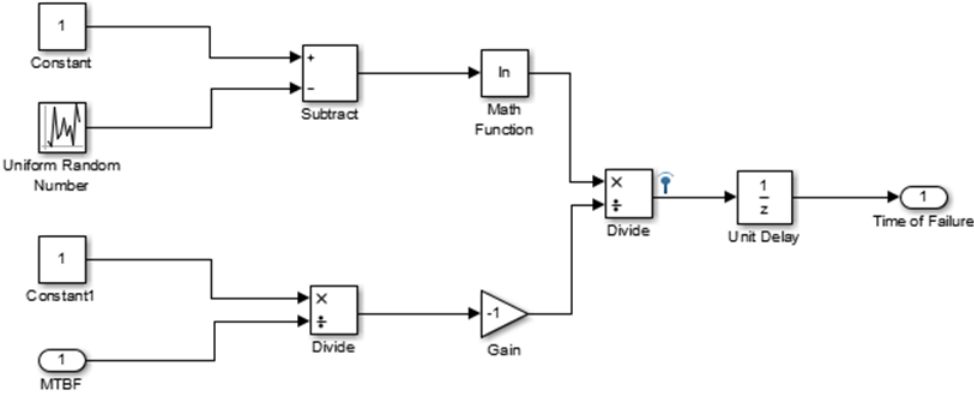 1
Constant
Uniform Random
Number
+
−
Subtract
ln
Math
Function
1
Constant1
1
MTBF
×
÷
Divide
-1
Gain
×
÷
Divide
1
z
Unit Delay
1
Time of Failure